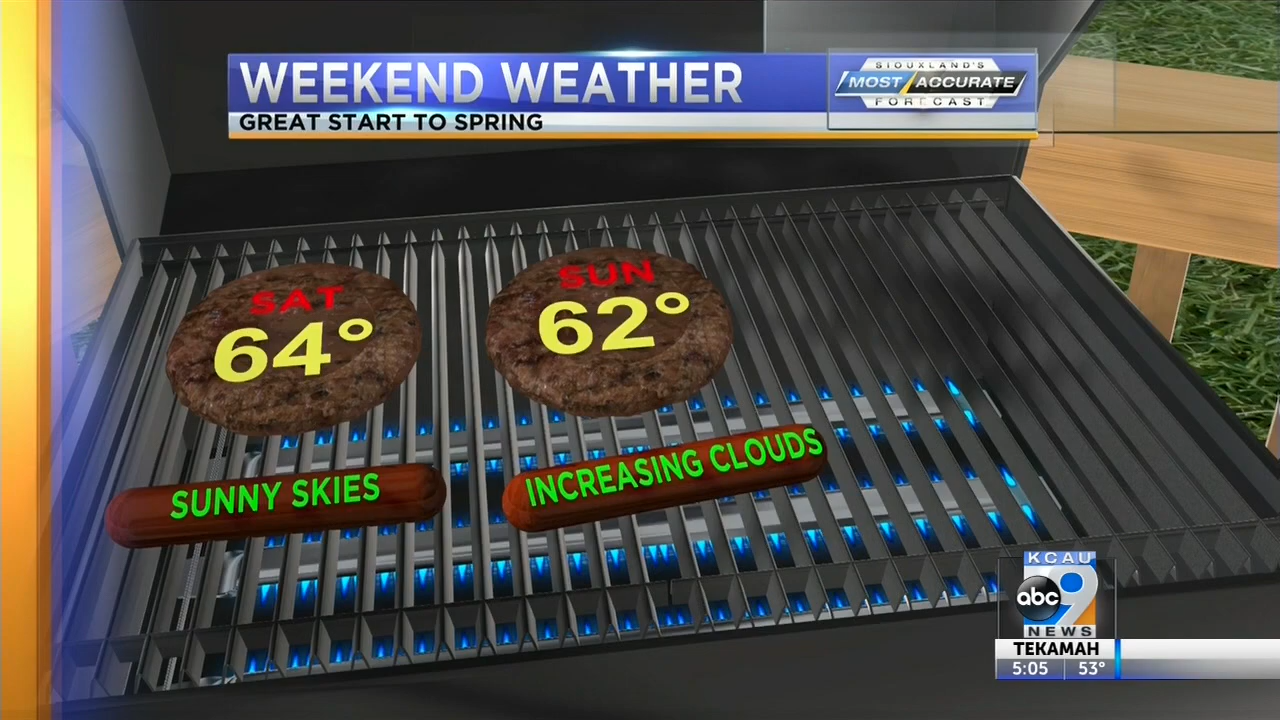 WEEKEND WEATHER
GREAT START TO SPRING
SIOUXLAND'S
MOST ACCURATE
FORECAST
SAT
64°
SUN
62°
SUNNY SKIES
INCREASING CLOUDS
KCAU
abc 9
NEWS
TEKAMAH
5:05 53°